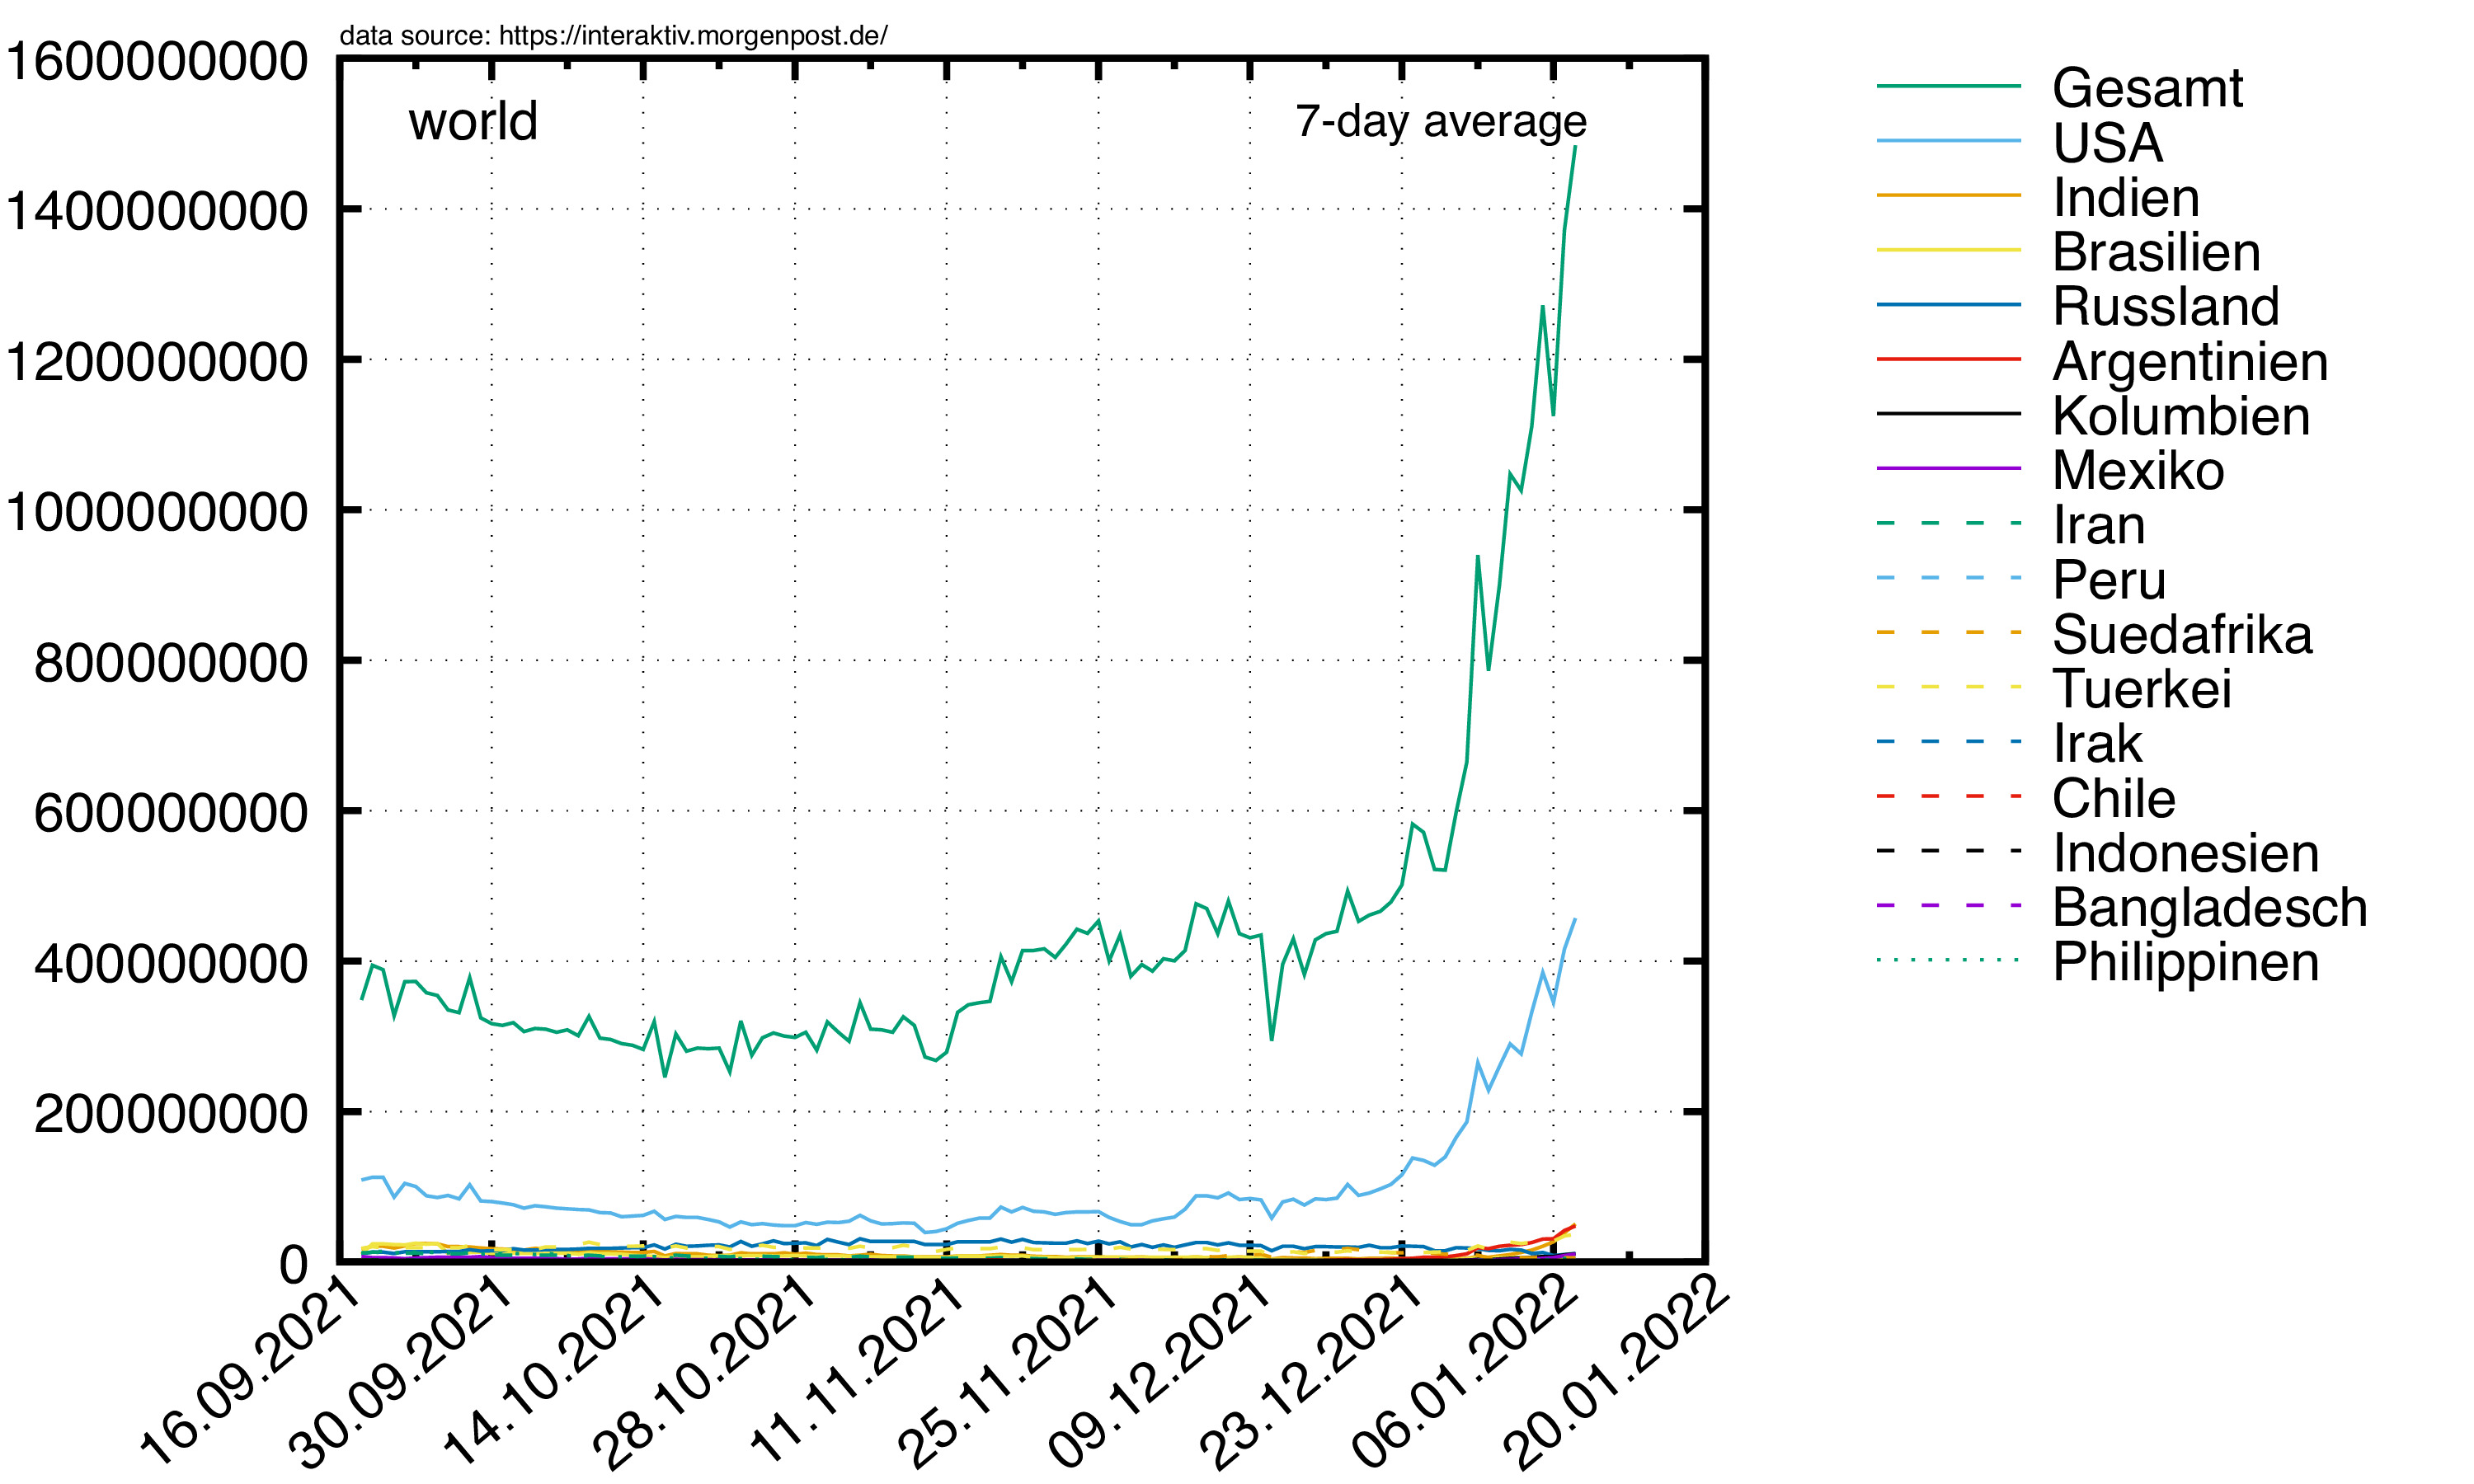 data source: https://interaktiv.morgenpost.de/
world
7-day average
1600000000
1400000000
1200000000
1000000000
800000000
600000000
400000000
200000000
0
16.09.2021
30.09.2021
14.10.2021
28.10.2021
11.11.2021
25.11.2021
09.12.2021
23.12.2021
06.01.2022
20.01.2022
Gesamt
USA
Indien
Brasilien
Russland
Argentinien
Kolumbien
Mexiko
Iran
Peru
Suedafrika
Tuerkei
Irak
Chile
Indonesien
Bangladesch
Philippinen